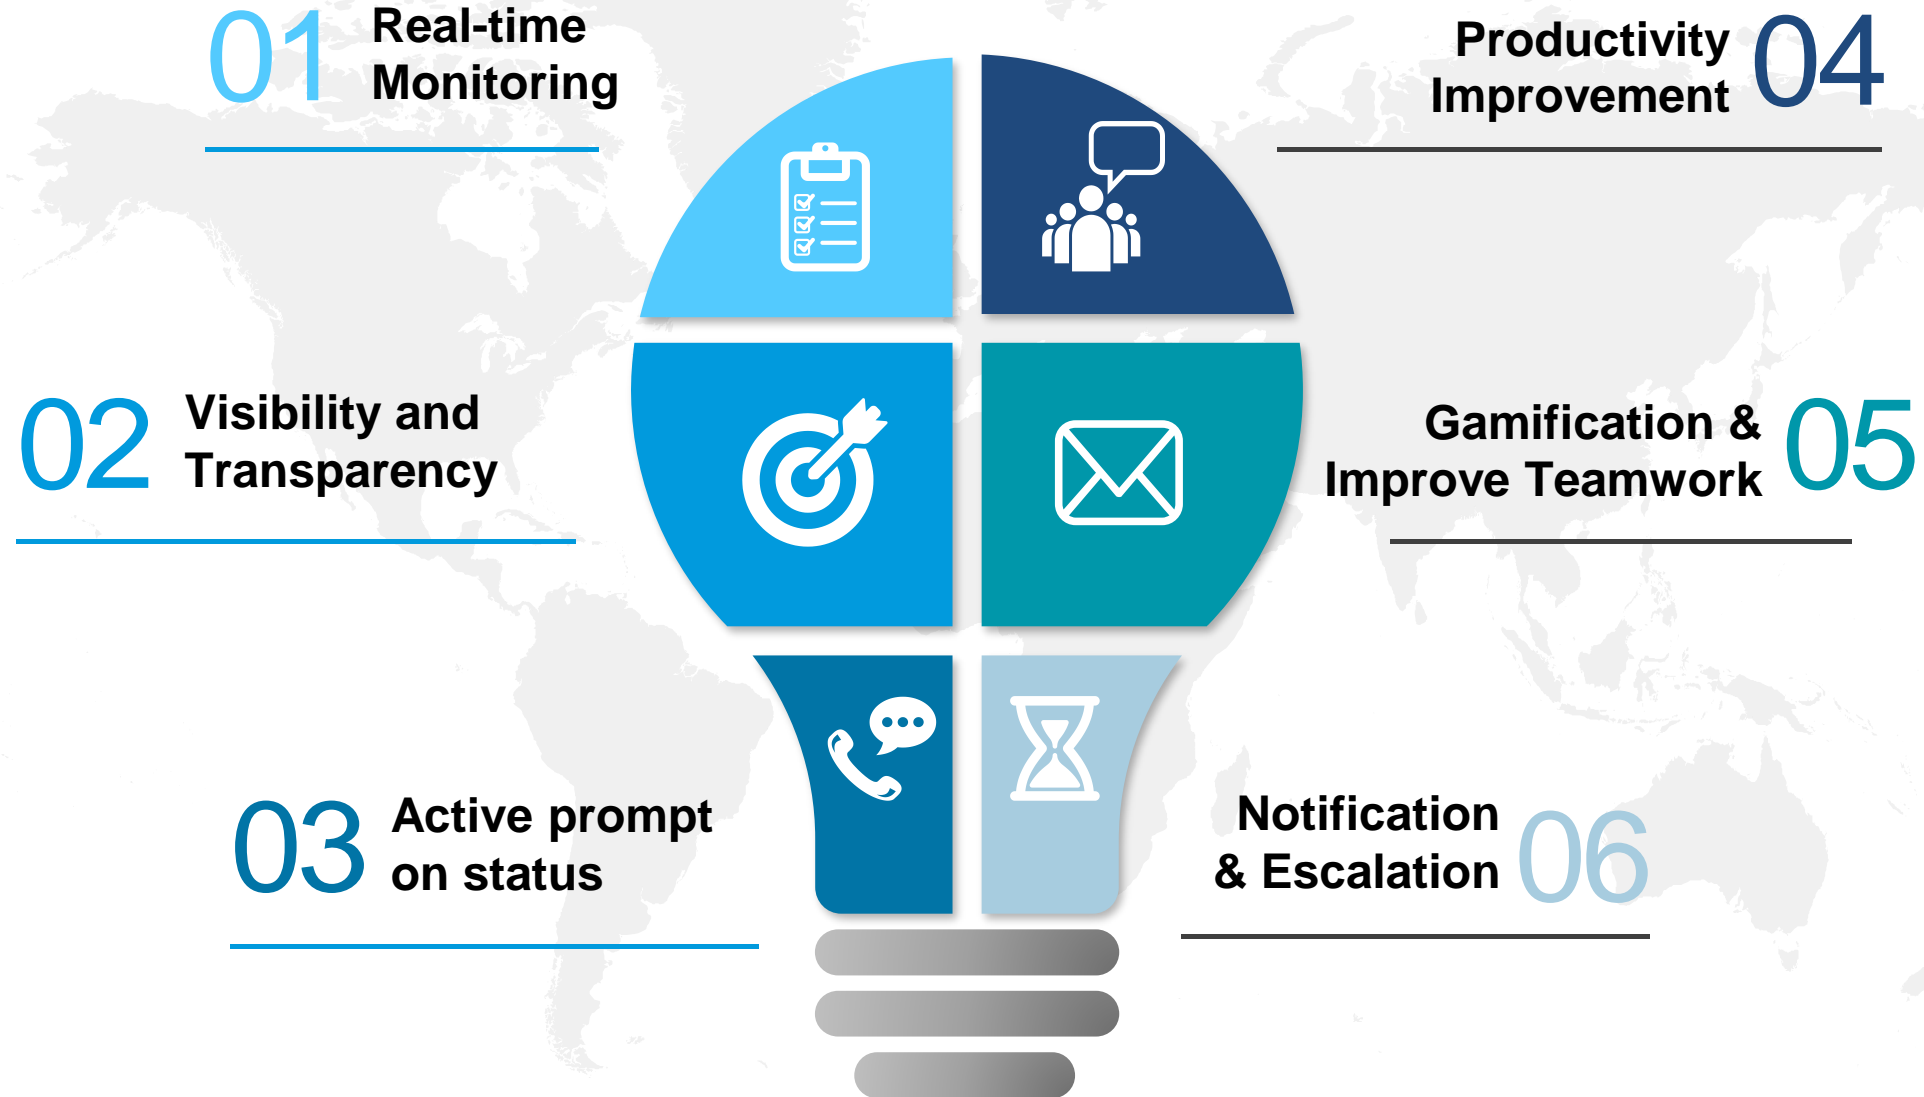 01
Real-time
Monitoring
02
Visibility and
Transparency
03
Active prompt
on status
Productivity
Improvement
04
Gamification &
Improve Teamwork
05
Notification
& Escalation
06